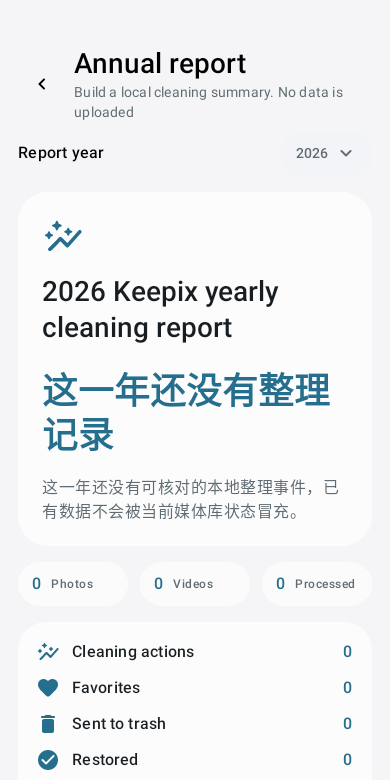 Annual report
Build a local cleaning summary. No data is
uploaded
Report year
2026
2026 Keepix yearly
cleaning report
这一年还没有整理
记录
这一年还没有可核对的本地整理事件，已
有数据不会被当前媒体库状态冒充。
0 Photos
0 Videos
0 Processed
Cleaning actions 0
Favorites 0
Sent to trash 0
Restored 0